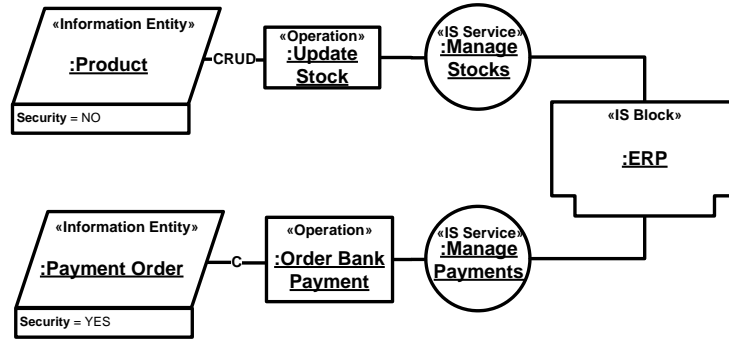 «Information Entity»
:Product
Security = NO
CRUD
«Operation»
:Update
Stock
«IS Service»
:Manage
Stocks
«IS Block»
:ERP
«Information Entity»
:Payment Order
Security = YES
C
«Operation»
:Order Bank
Payment
«IS Service»
:Manage
Payments